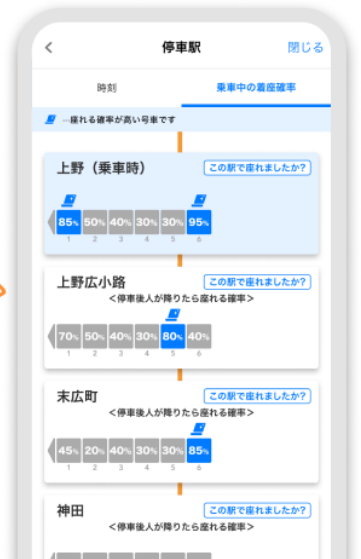 停車駅
閉じる
時刻
乗車中の着座確率
…座れる確率が高い号車です
上野（乗車時）
この駅で座れましたか?
85% 50% 40% 30% 30% 95%
1 2 3 4 5 6
上野広小路
この駅で座れましたか?
<停車後人が降りたら座れる確率>
70% 50% 40% 30% 80% 40%
1 2 3 4 5 6
末広町
この駅で座れましたか?
<停車後人が降りたら座れる確率>
45% 20% 40% 30% 30% 85%
1 2 3 4 5 6
神田
この駅で座れましたか?
<停車後人が降りたら座れる確率>